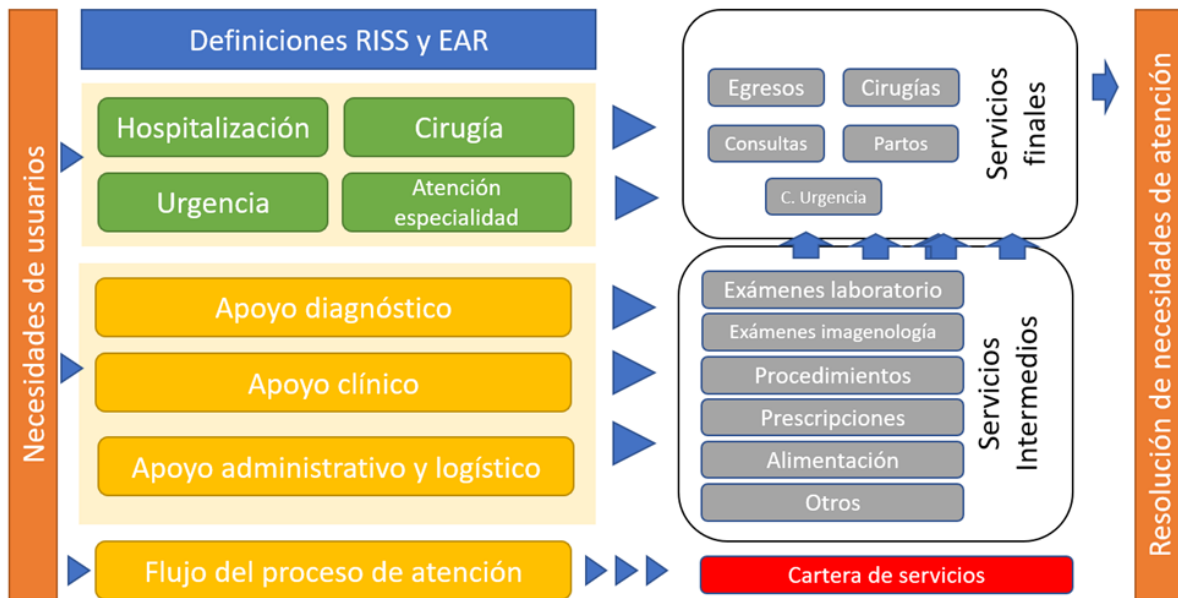 Necesidades de usuarios
Definiciones RISS y EAR
Hospitalización
Cirugía
Urgencia
Atención
especialidad
Apoyo diagnóstico
Apoyo clínico
Apoyo administrativo y logístico
Flujo del proceso de atención
Egresos
Cirugías
Consultas
Partos
C. Urgencia
Servicios
finales
Exámenes laboratorio
Exámenes imagenología
Procedimientos
Prescripciones
Alimentación
Otros
Servicios
Intermedios
Cartera de servicios
Resolución de necesidades de atención